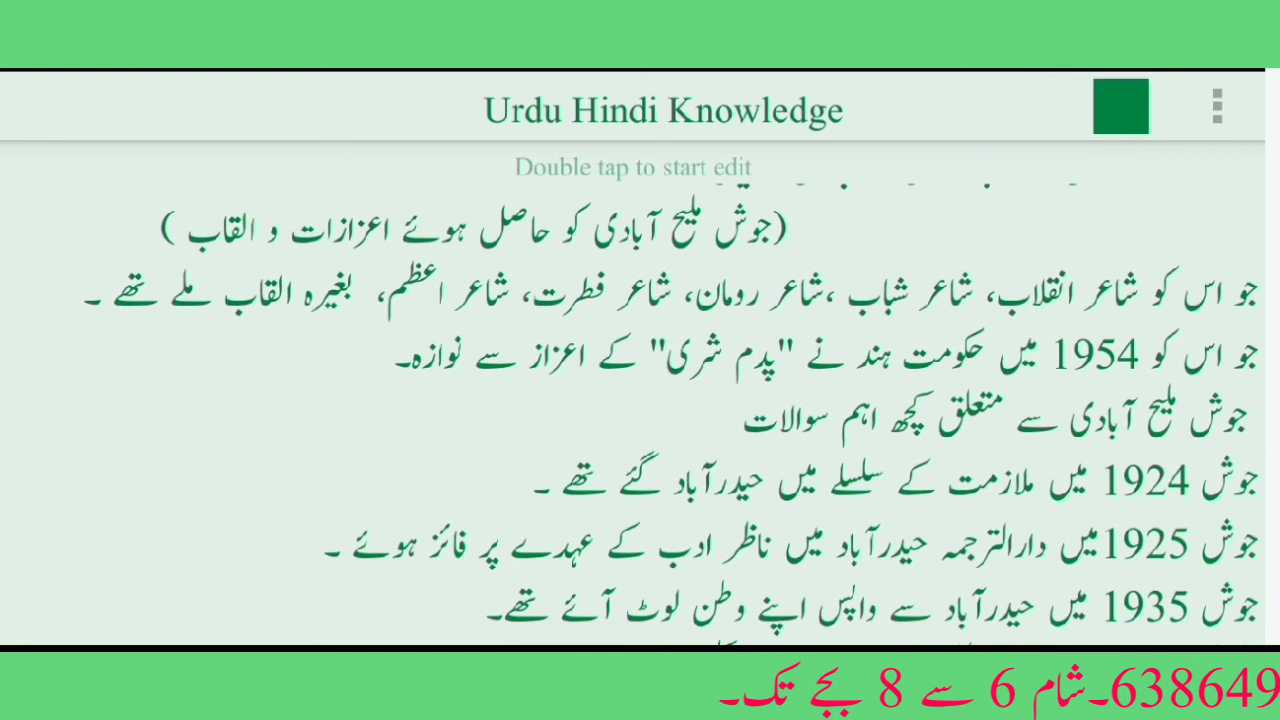 Urdu Hindi Knowledge
Double tap to start edit
(جوش ملیح آبادی کو حاصل ہوئے اعزازات و القاب )
جو اس کو شاعر انقلاب، شاعر شباب ،شاعر رومان، شاعر فطرت، شاعر اعظم، بغیرہ القاب ملے تھے ۔
جو اس کو 1954 میں حکومت ہند نے "پدم شری" کے اعزاز سے نوازہ۔
جوش ملیح آبادی سے متعلق کچھ اہم سوالات
جوش 1924 میں ملازمت کے سلسلے میں حیدرآباد گئے تھے ۔
جوش 1925میں دارالترجمہ حیدرآباد میں ناظر ادب کے عہدے پر فائز ہوئے ۔
جوش 1935 میں حیدرآباد سے واپس اپنے وطن لوٹ آئے تھے۔
638649۔شام 6 سے 8 بجے تک۔